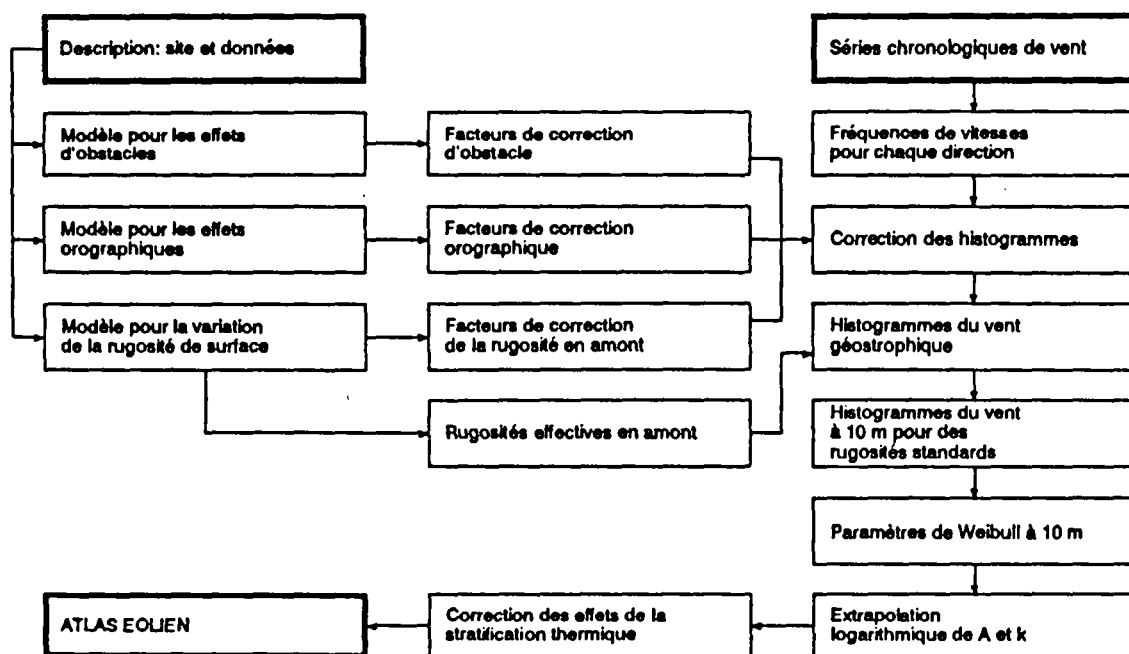 Description: site et données
Séries chronologiques de vent
Modèle pour les effets
d'obstacles
Facteurs de correction
d'obstacle
Fréquences de vitesses
pour chaque direction
Modèle pour les effets
orographiques
Facteurs de correction
orographique
Correction des histogrammes
Modèle pour la variation
de la rugosité de surface
Facteurs de correction
de la rugosité en amont
Histogrammes du vent
géostrophique
Rugosités effectives en amont
Histogrammes du vent
à 10 m pour des
rugosités standards
Paramètres de Weibull à 10 m
ATLAS EOLIEN
Correction des effets de la
stratification thermique
Extrapolation
logarithmique de A et k